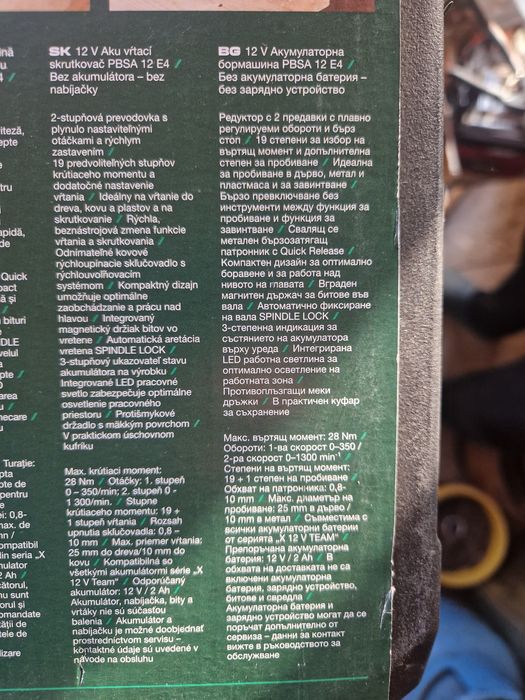 SK 12 V Aku vŕtací
skrutkovač PBSA 12 E4 /
Bez akumulátora – bez
nabíjačky
2-stupňová prevodovka s
plynulo nastaviteľnými
otáčkami a rýchlym
zastavením /
19 predvoliteľných stupňov
krútiaceho momentu a
dodatočné nastavenie
vŕtania / Ideálny na vŕtanie do
dreva, kovu a plastov a na
skrutkovanie / Rýchla,
beznástrojová zmena funkcie
vŕtania a skrutkovania /
Odnímateľné kovové
rýchloupínacie skľučovadlo s
rýchlouvoľňovacím
systémom / Kompaktný dizajn
umožňuje optimálne
zaobchádzanie a prácu nad
hlavou / Integrovaný
magnetický držiak bitov vo
vretene / Automatická aretácia
vretena SPINDLE LOCK /
3-stupňový ukazovateľ stavu
akumulátora na výrobku /
Integrované LED pracovné
svetlo zabezpečuje optimálne
osvetlenie pracovného
priestoru / Protišmykové
držadlo s mäkkým povrchom /
V praktickom úschovnom
kufríku
Max. krútiaci moment:
28 Nm / Otáčky: 1. stupeň
0 – 350/min; 2. stupeň 0 -
1 300/min. / Stupne
krútiaceho momentu: 19 +
1 stupeň vŕtania / Rozsah
upnutia skľučovadla: 0,8–
10 mm / Max. priemer vŕtania:
25 mm do dreva/10 mm do
kovu / Kompatibilná so
všetkými akumulátormi série „X
12 V Team“ / Odporúčaný
akumulátor: 12 V / 2 Ah /
Akumulátor, nabíjačka, bity a
vrtáky nie sú súčasťou
balenia / Akumulátor a
nabíjačku je možné doobjednať
prostredníctvom servisu –
kontaktné údaje sú uvedené v
návode na obsluhu
BG 12 V Акумулаторна
бормашина PBSA 12 E4 /
Без акумулаторна батерия –
без зарядно устройство
Редуктор с 2 предавки с плавно
регулируеми обороти и бърз
стоп / 19 степени за избор на
въртящ момент и допълнителна
степен за пробиване / Идеална
за пробиване в дърво, метал и
пластмаса и за завинтване /
Бързо превключване без
инструменти между функция за
пробиване и функция за
завинтване / Свалящ се
метален бързозатягащ
патронник с Quick Release /
Компактен дизайн за оптимално
боравене и за работа над
нивото на главата / Вграден
магнитен държач за битове във
вала / Автоматично фиксиране
на вала SPINDLE LOCK /
3-степенна индикация за
състоянието на акумулатора
върху уреда / Интегрирана
LED работна светлина за
оптимално осветление на
работната зона /
Противоплъзгащи меки
дръжки / В практичен куфар
за съхранение
Макс. въртящ момент: 28 Nm /
Обороти: 1-ва скорост 0–350 /
2-ра скорост 0–1300 min⁻¹ /
Степени на въртящ момент:
19 + 1 степен на пробиване /
Обхват на патронника: 0,8-
10 mm / Макс. диаметър на
пробиване: 25 mm в дърво /
10 mm в метал / Съвместима с
всички акумулаторни батерии
от серията „X 12 V TEAM“ /
Препоръчана акумулаторна
батерия: 12 V / 2 Ah / В
обхвата на доставката не са
включени акумулаторна
батерия, зарядно устройство,
битове и свредла /
Акумулаторна батерия и
зарядно устройство могат да се
поръчат допълнително от
сервиза – данни за контакт
вижте в ръководството за
обслужване